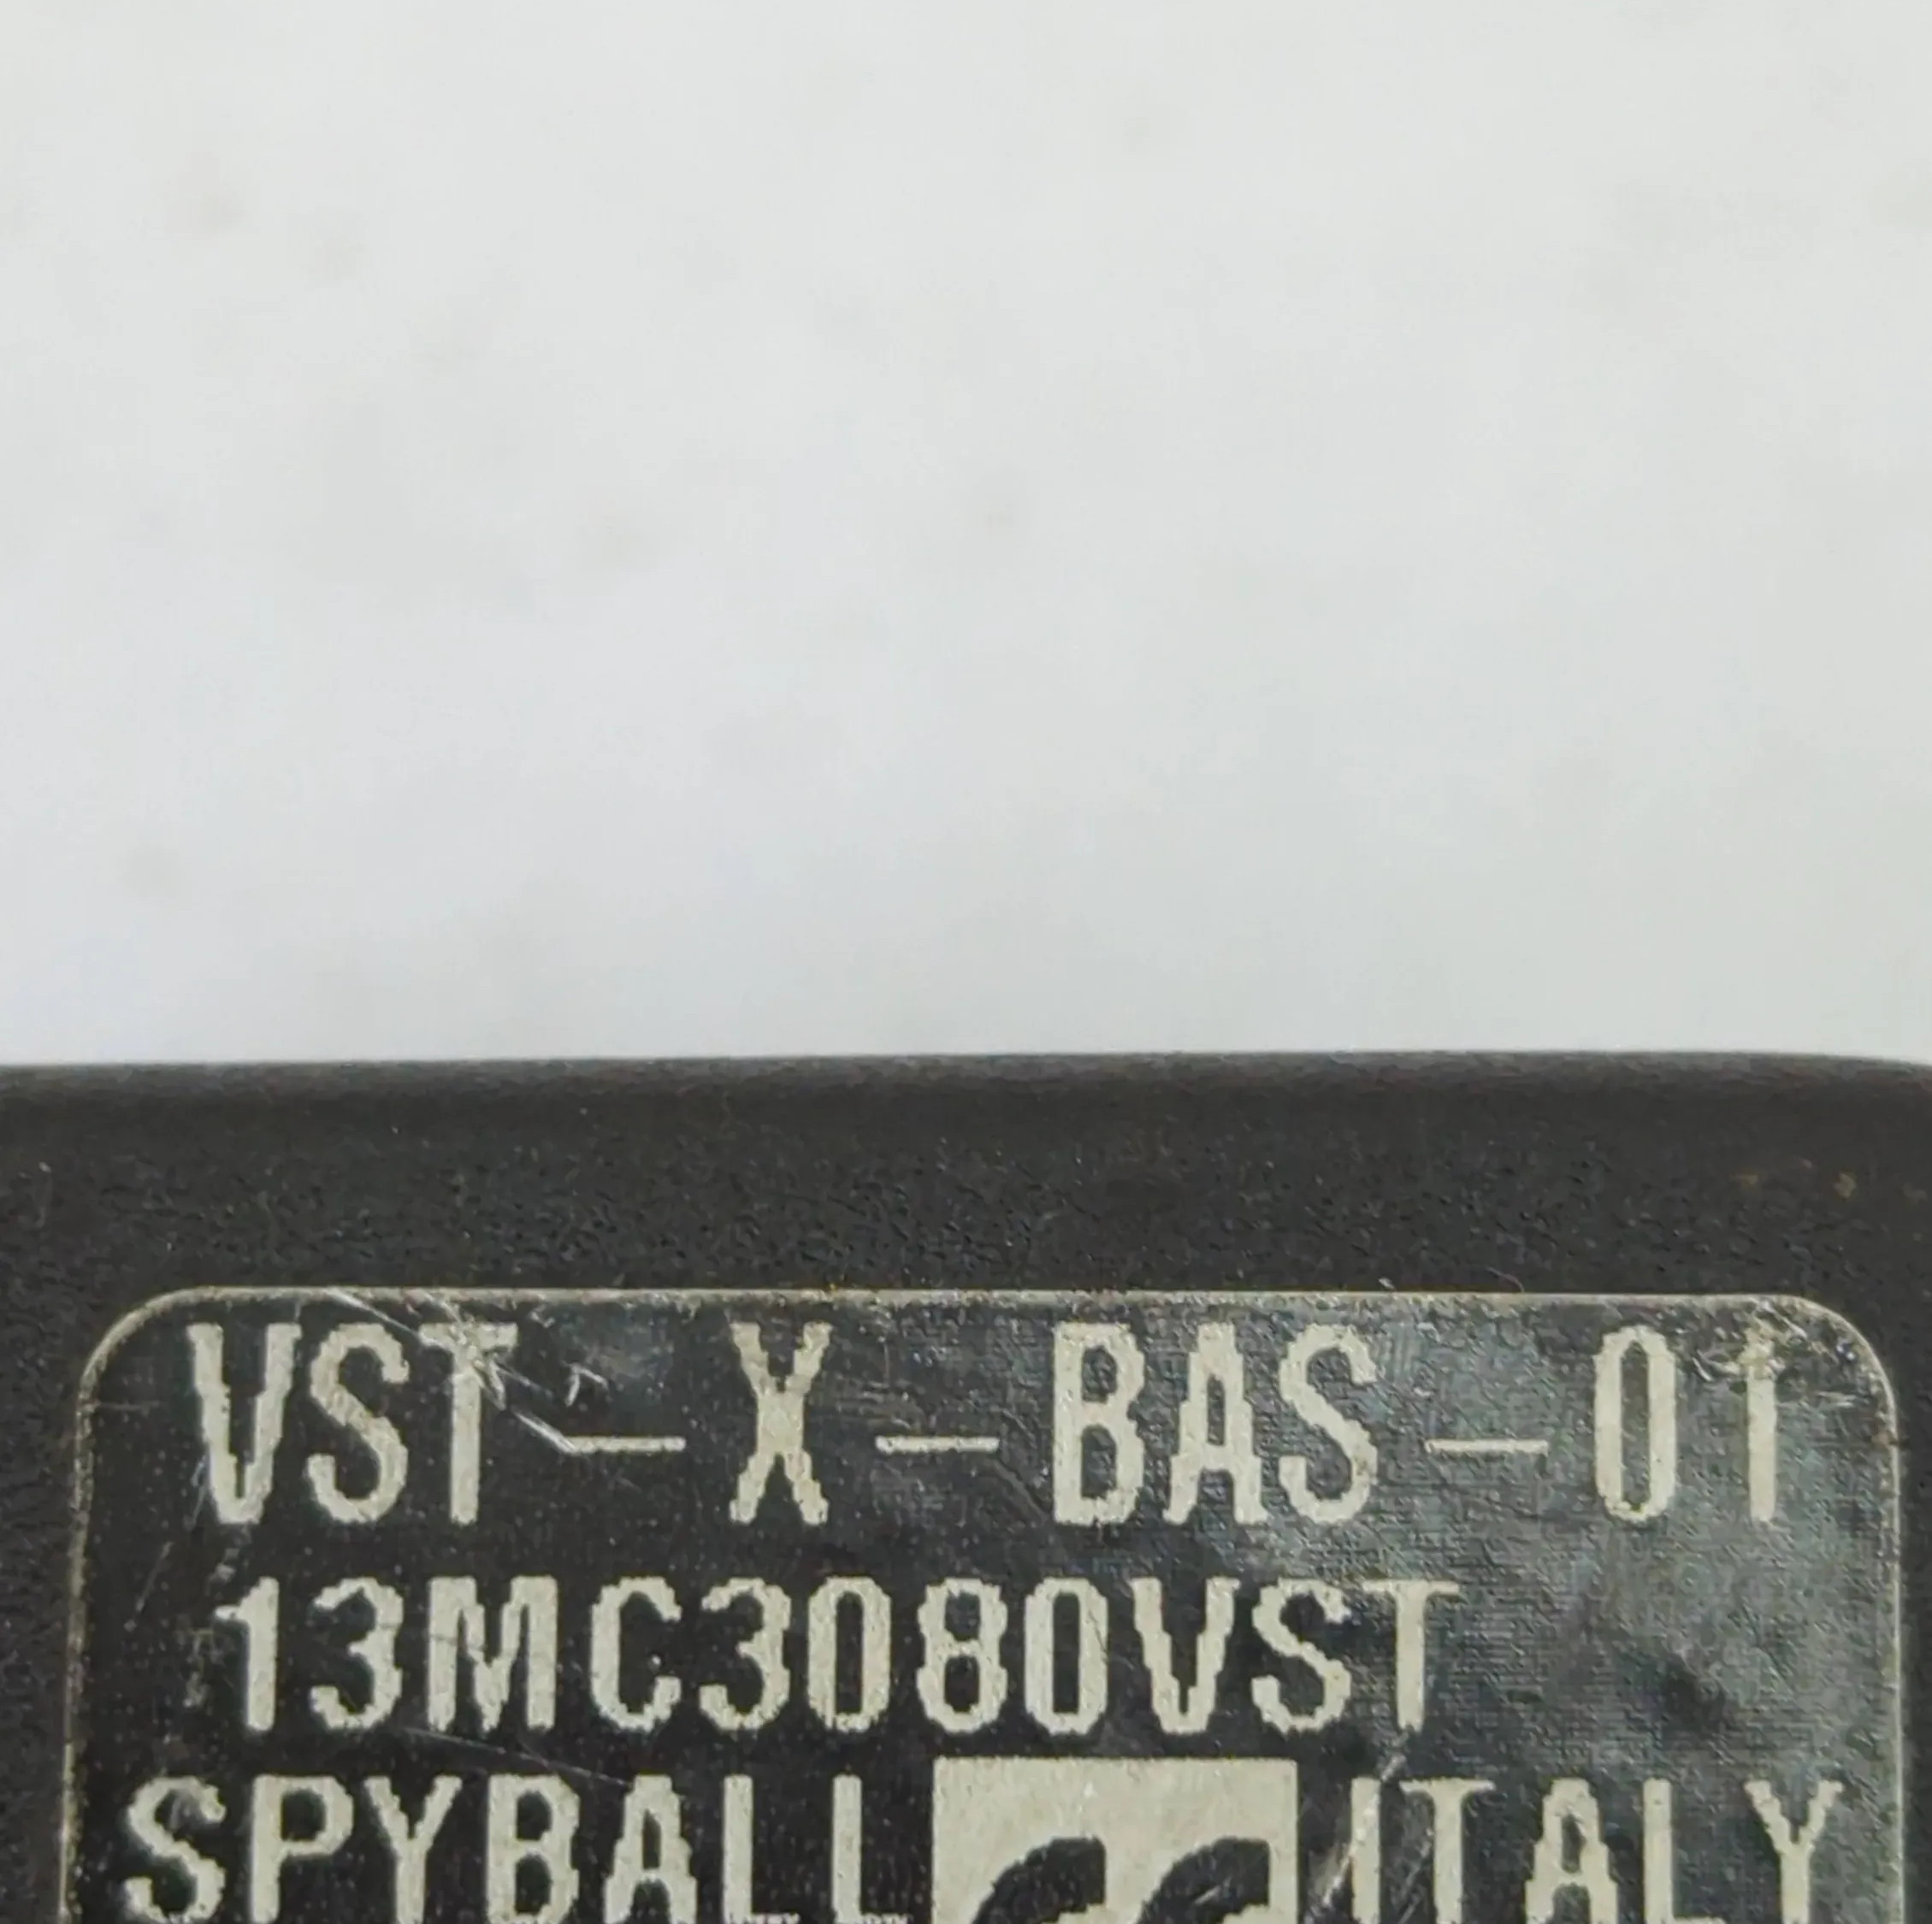 VST-X-BAS-01
13MC3080VST
SPYBALL ITALY